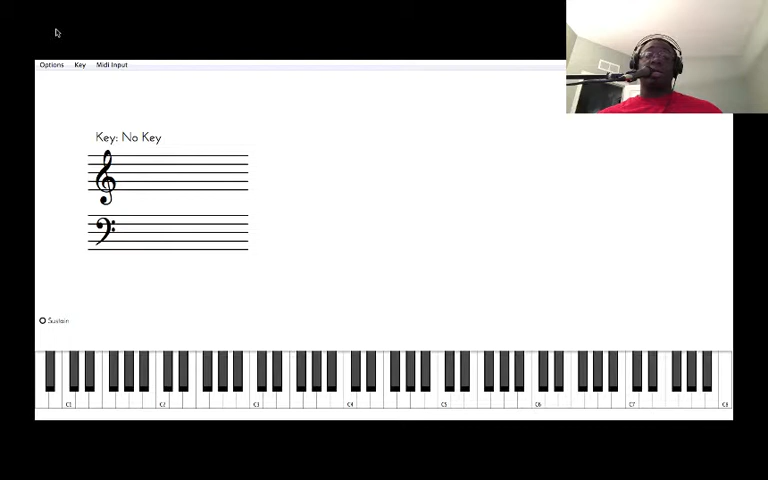 Options Key Midi Input
Key: No Key
Sustain
C1 C2 C3 C4 C5 C6 C7 C8